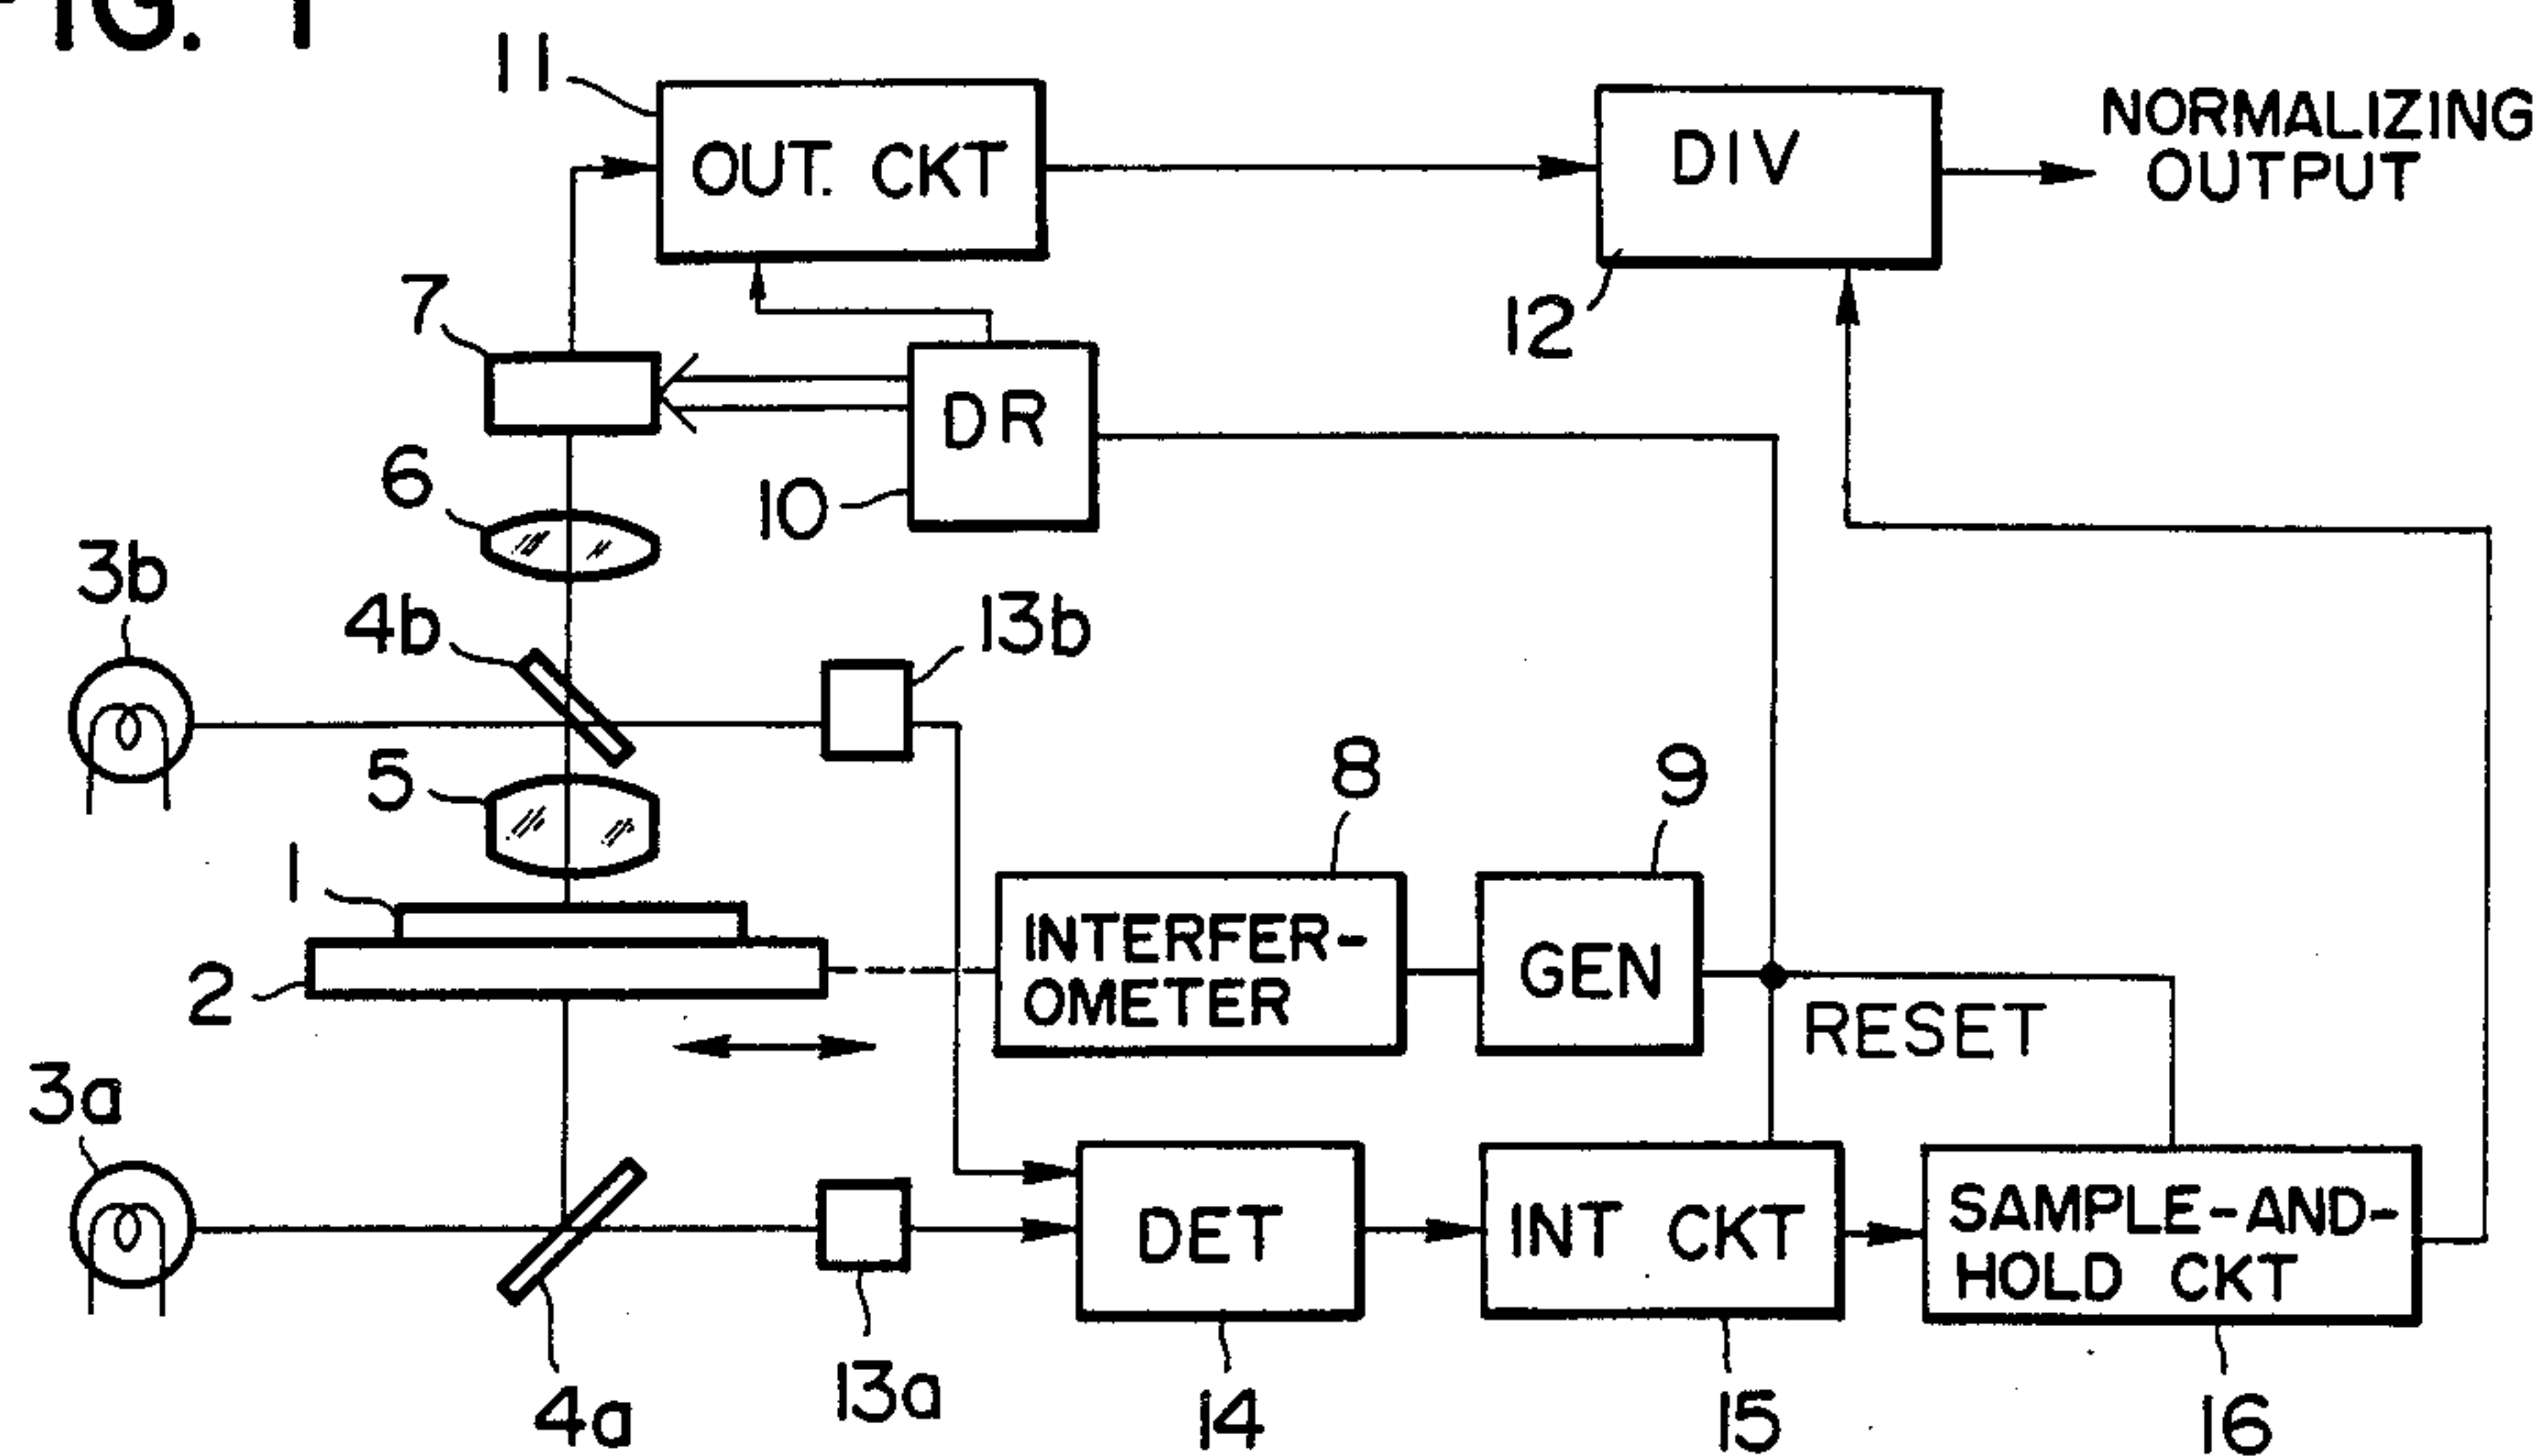 FIG. 1
11
OUT. CKT
DIV
NORMALIZING
OUTPUT
7
12
DR
6
10
3b
4b
13b
5
8
9
1
INTERFER-
OMETER
GEN
2
RESET
3a
DET
INT CKT
SAMPLE-AND-
HOLD CKT
13a
4a
14
15
16